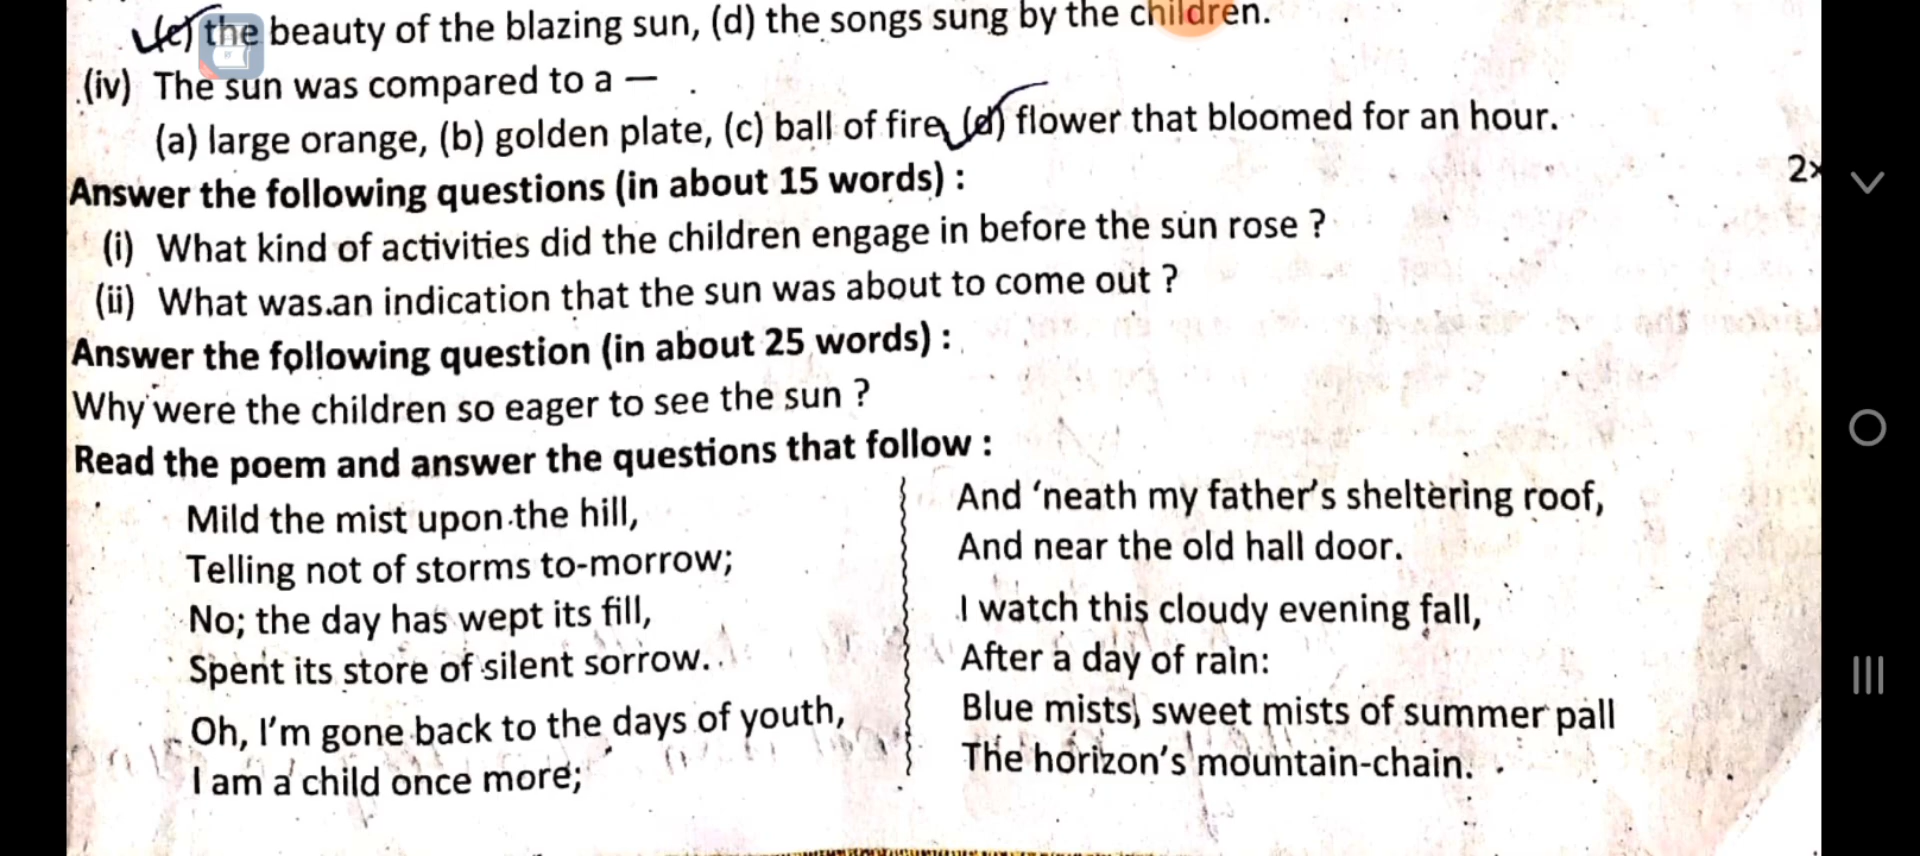 (c) the beauty of the blazing sun, (d) the songs sung by the children.
(iv) The sun was compared to a —
(a) large orange, (b) golden plate, (c) ball of fire, (d) flower that bloomed for an hour.
Answer the following questions (in about 15 words) :
2×
(i) What kind of activities did the children engage in before the sun rose ?
(ii) What was an indication that the sun was about to come out ?
Answer the following question (in about 25 words) :
Why were the children so eager to see the sun ?
Read the poem and answer the questions that follow :
Mild the mist upon the hill,
Telling not of storms to-morrow;
No; the day has wept its fill,
Spent its store of silent sorrow.
Oh, I'm gone back to the days of youth,
I am a child once more;
And ‘neath my father's sheltering roof,
And near the old hall door.
I watch this cloudy evening fall,
After a day of rain:
Blue mists, sweet mists of summer pall
The horizon's mountain-chain.